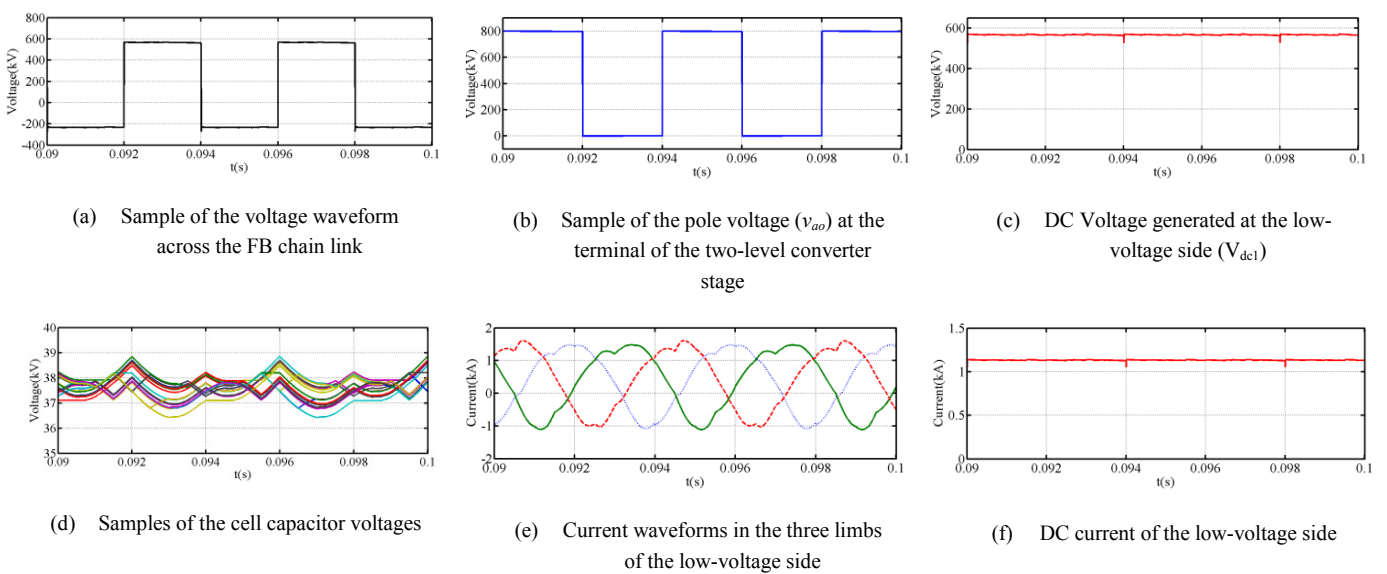 800
600
400
200
0
-200
-400
Voltage(kV)
0.09
0.092
0.094
0.096
0.098
0.1
t(s)
(a) Sample of the voltage waveform
across the FB chain link
800
600
400
200
0
Voltage(kV)
0.09
0.092
0.094
0.096
0.098
0.1
t(s)
(b) Sample of the pole voltage (vao) at the
terminal of the two-level converter
stage
600
400
200
0
Voltage(kV)
0.09
0.092
0.094
0.096
0.098
0.1
t(s)
(c) DC Voltage generated at the low-
voltage side (Vdc1)
40
39
38
37
36
35
Voltage(kV)
0.09
0.092
0.094
0.096
0.098
0.1
t(s)
(d) Samples of the cell capacitor voltages
2
1
0
-1
-2
Current(kA)
0.09
0.092
0.094
0.096
0.098
0.1
t(s)
(e) Current waveforms in the three limbs
of the low-voltage side
1.5
1
0.5
0
Current(kA)
0.09
0.092
0.094
0.096
0.098
0.1
t(s)
(f) DC current of the low-voltage side